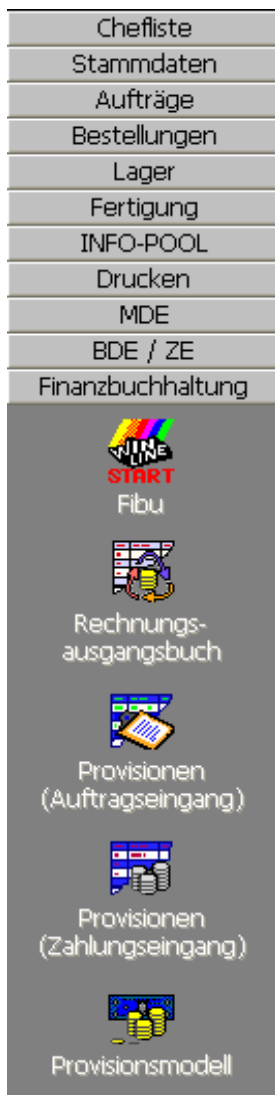 Chefliste
Stammdaten
Aufträge
Bestellungen
Lager
Fertigung
INFO-POOL
Drucken
MDE
BDE / ZE
Finanzbuchhaltung
WIN
LINE
START
Fibu
Rechnungs-
ausgangsbuch
Provisionen
(Auftragseingang)
Provisionen
(Zahlungseingang)
Provisionsmodell